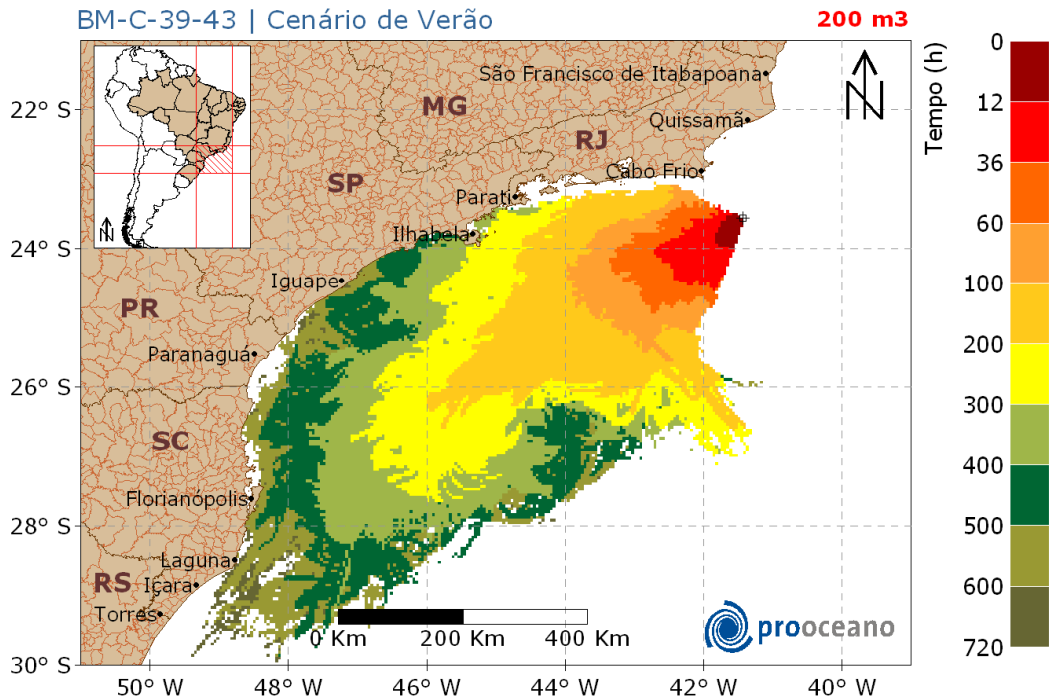 BM-C-39-43 | Cenário de Verão
200 m3
Tempo (h)
0
12
36
60
100
200
300
400
500
600
720
22° S
24° S
26° S
28° S
30° S
50° W
48° W
46° W
44° W
42° W
40° W
N
N
MG
RJ
SP
PR
SC
RS
São Francisco de Itabapoana
Quissamã
Cabo Frio
Parati
Ilhabela
Iguape
Paranaguá
Florianópolis
Laguna
Içara
Torres
0 Km
200 Km
400 Km
prooceano